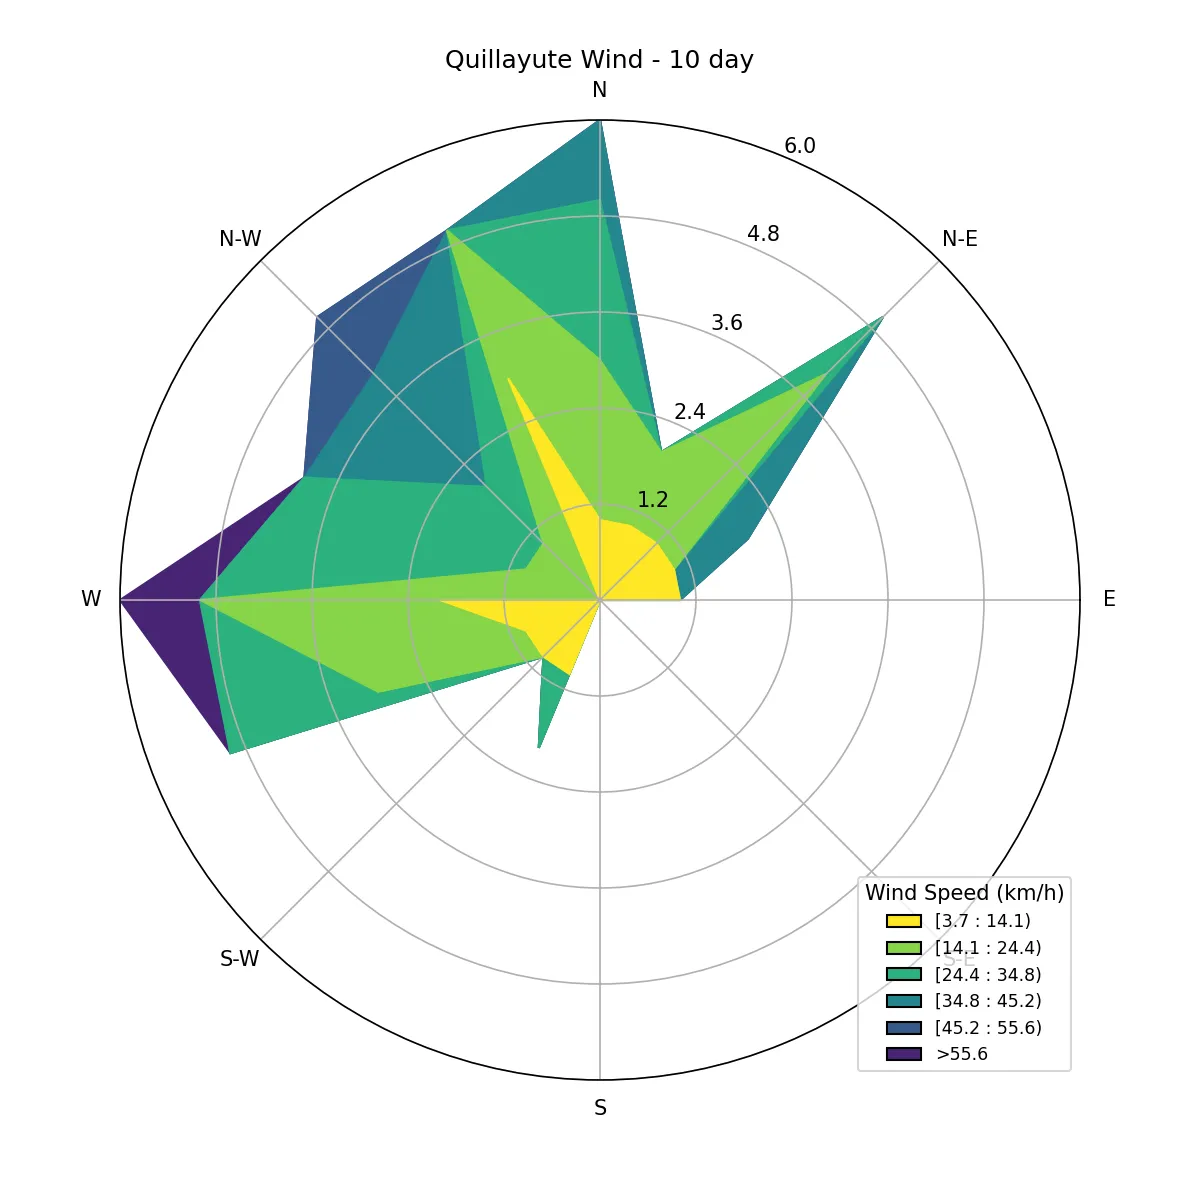 Quillayute Wind - 10 day
N
6.0
N-W
4.8
N-E
3.6
2.4
1.2
W
E
Wind Speed (km/h)
[3.7 : 14.1)
[14.1 : 24.4)
[24.4 : 34.8)
[34.8 : 45.2)
[45.2 : 55.6)
>55.6
S-W
S-E
S